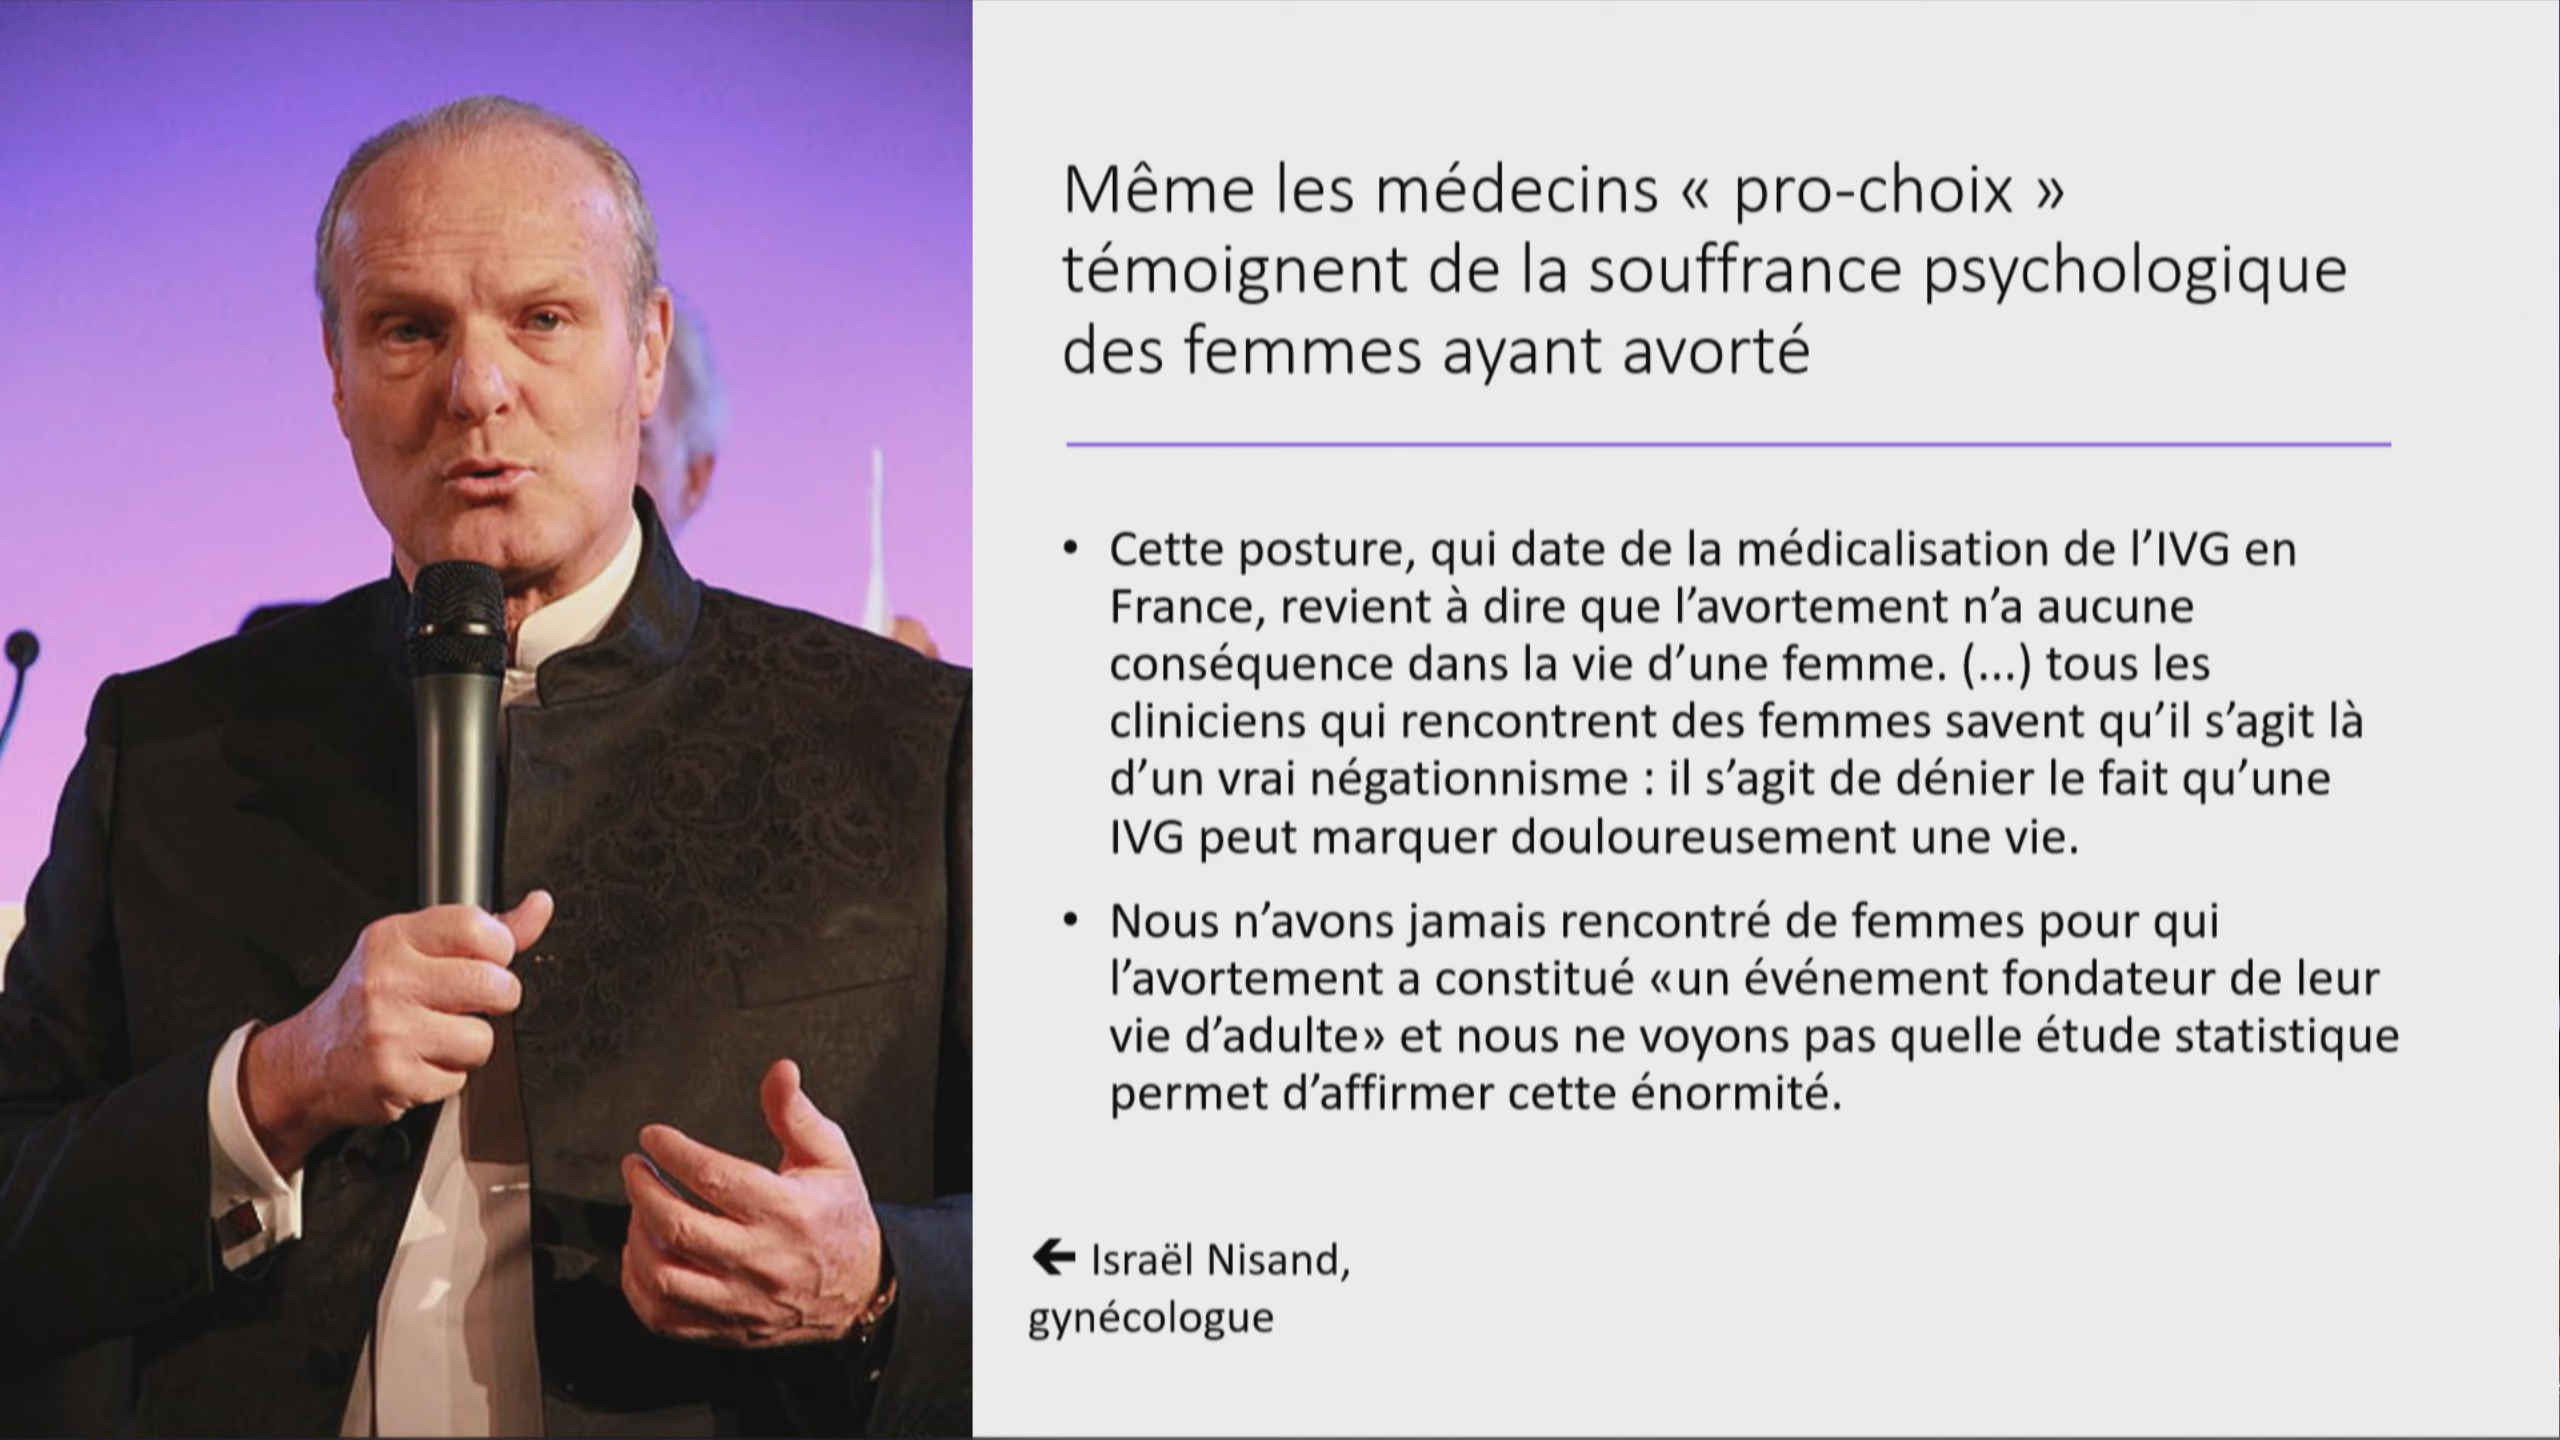 Même les médecins « pro-choix »
témoignent de la souffrance psychologique
des femmes ayant avorté
• Cette posture, qui date de la médicalisation de l’IVG en
France, revient à dire que l’avortement n’a aucune
conséquence dans la vie d’une femme. (...) tous les
cliniciens qui rencontrent des femmes savent qu’il s’agit là
d’un vrai négationnisme : il s’agit de dénier le fait qu’une
IVG peut marquer douloureusement une vie.
• Nous n’avons jamais rencontré de femmes pour qui
l’avortement a constitué «un événement fondateur de leur
vie d’adulte» et nous ne voyons pas quelle étude statistique
permet d’affirmer cette énormité.
← Israël Nisand,
gynécologue